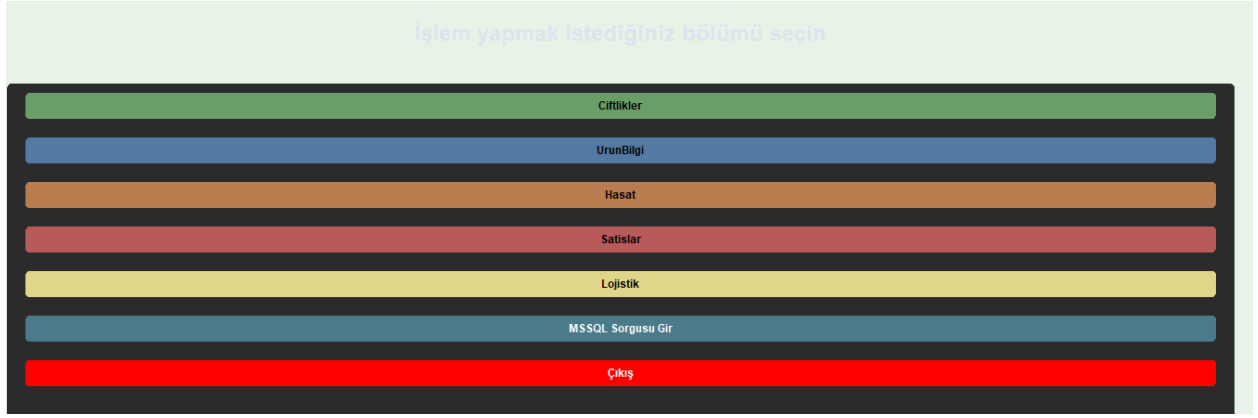 İşlem yapmak istediğiniz bölümü seçin
Ciftlikler
UrunBilgi
Hasat
Satislar
Lojistik
MSSQL Sorgusu Gir
Çıkış